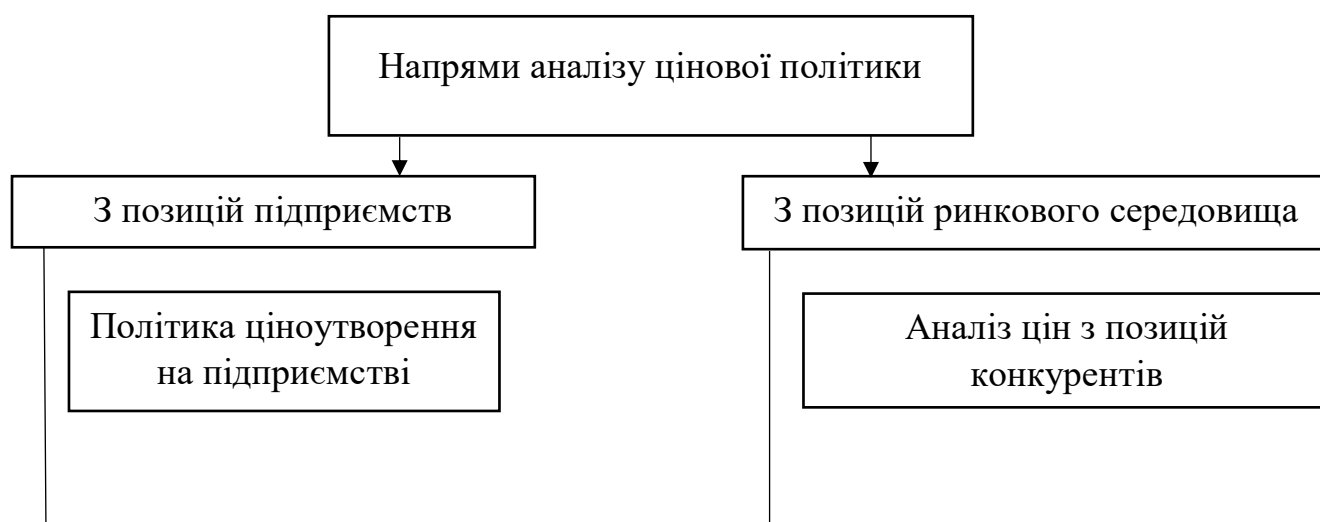 Напрями аналізу цінової політики
З позицій підприємств
З позицій ринкового середовища
Політика ціноутворення
на підприємстві
Аналіз цін з позицій
конкурентів